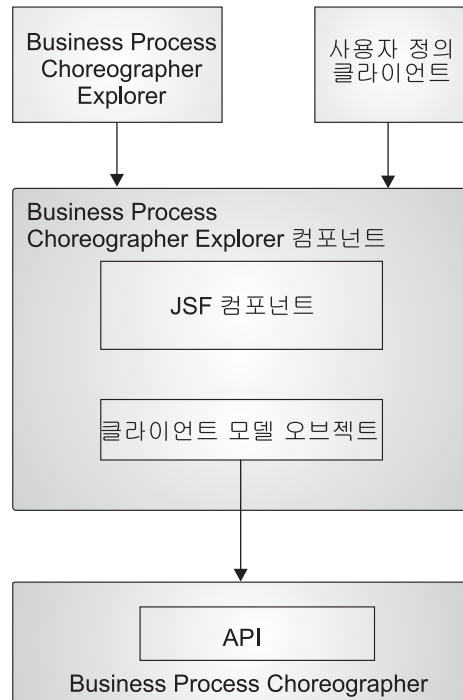 Business Process
Choreographer
Explorer
사용자 정의
클라이언트
Business Process
Choreographer Explorer 컴포넌트
JSF 컴포넌트
클라이언트 모델 오브젝트
API
Business Process Choreographer